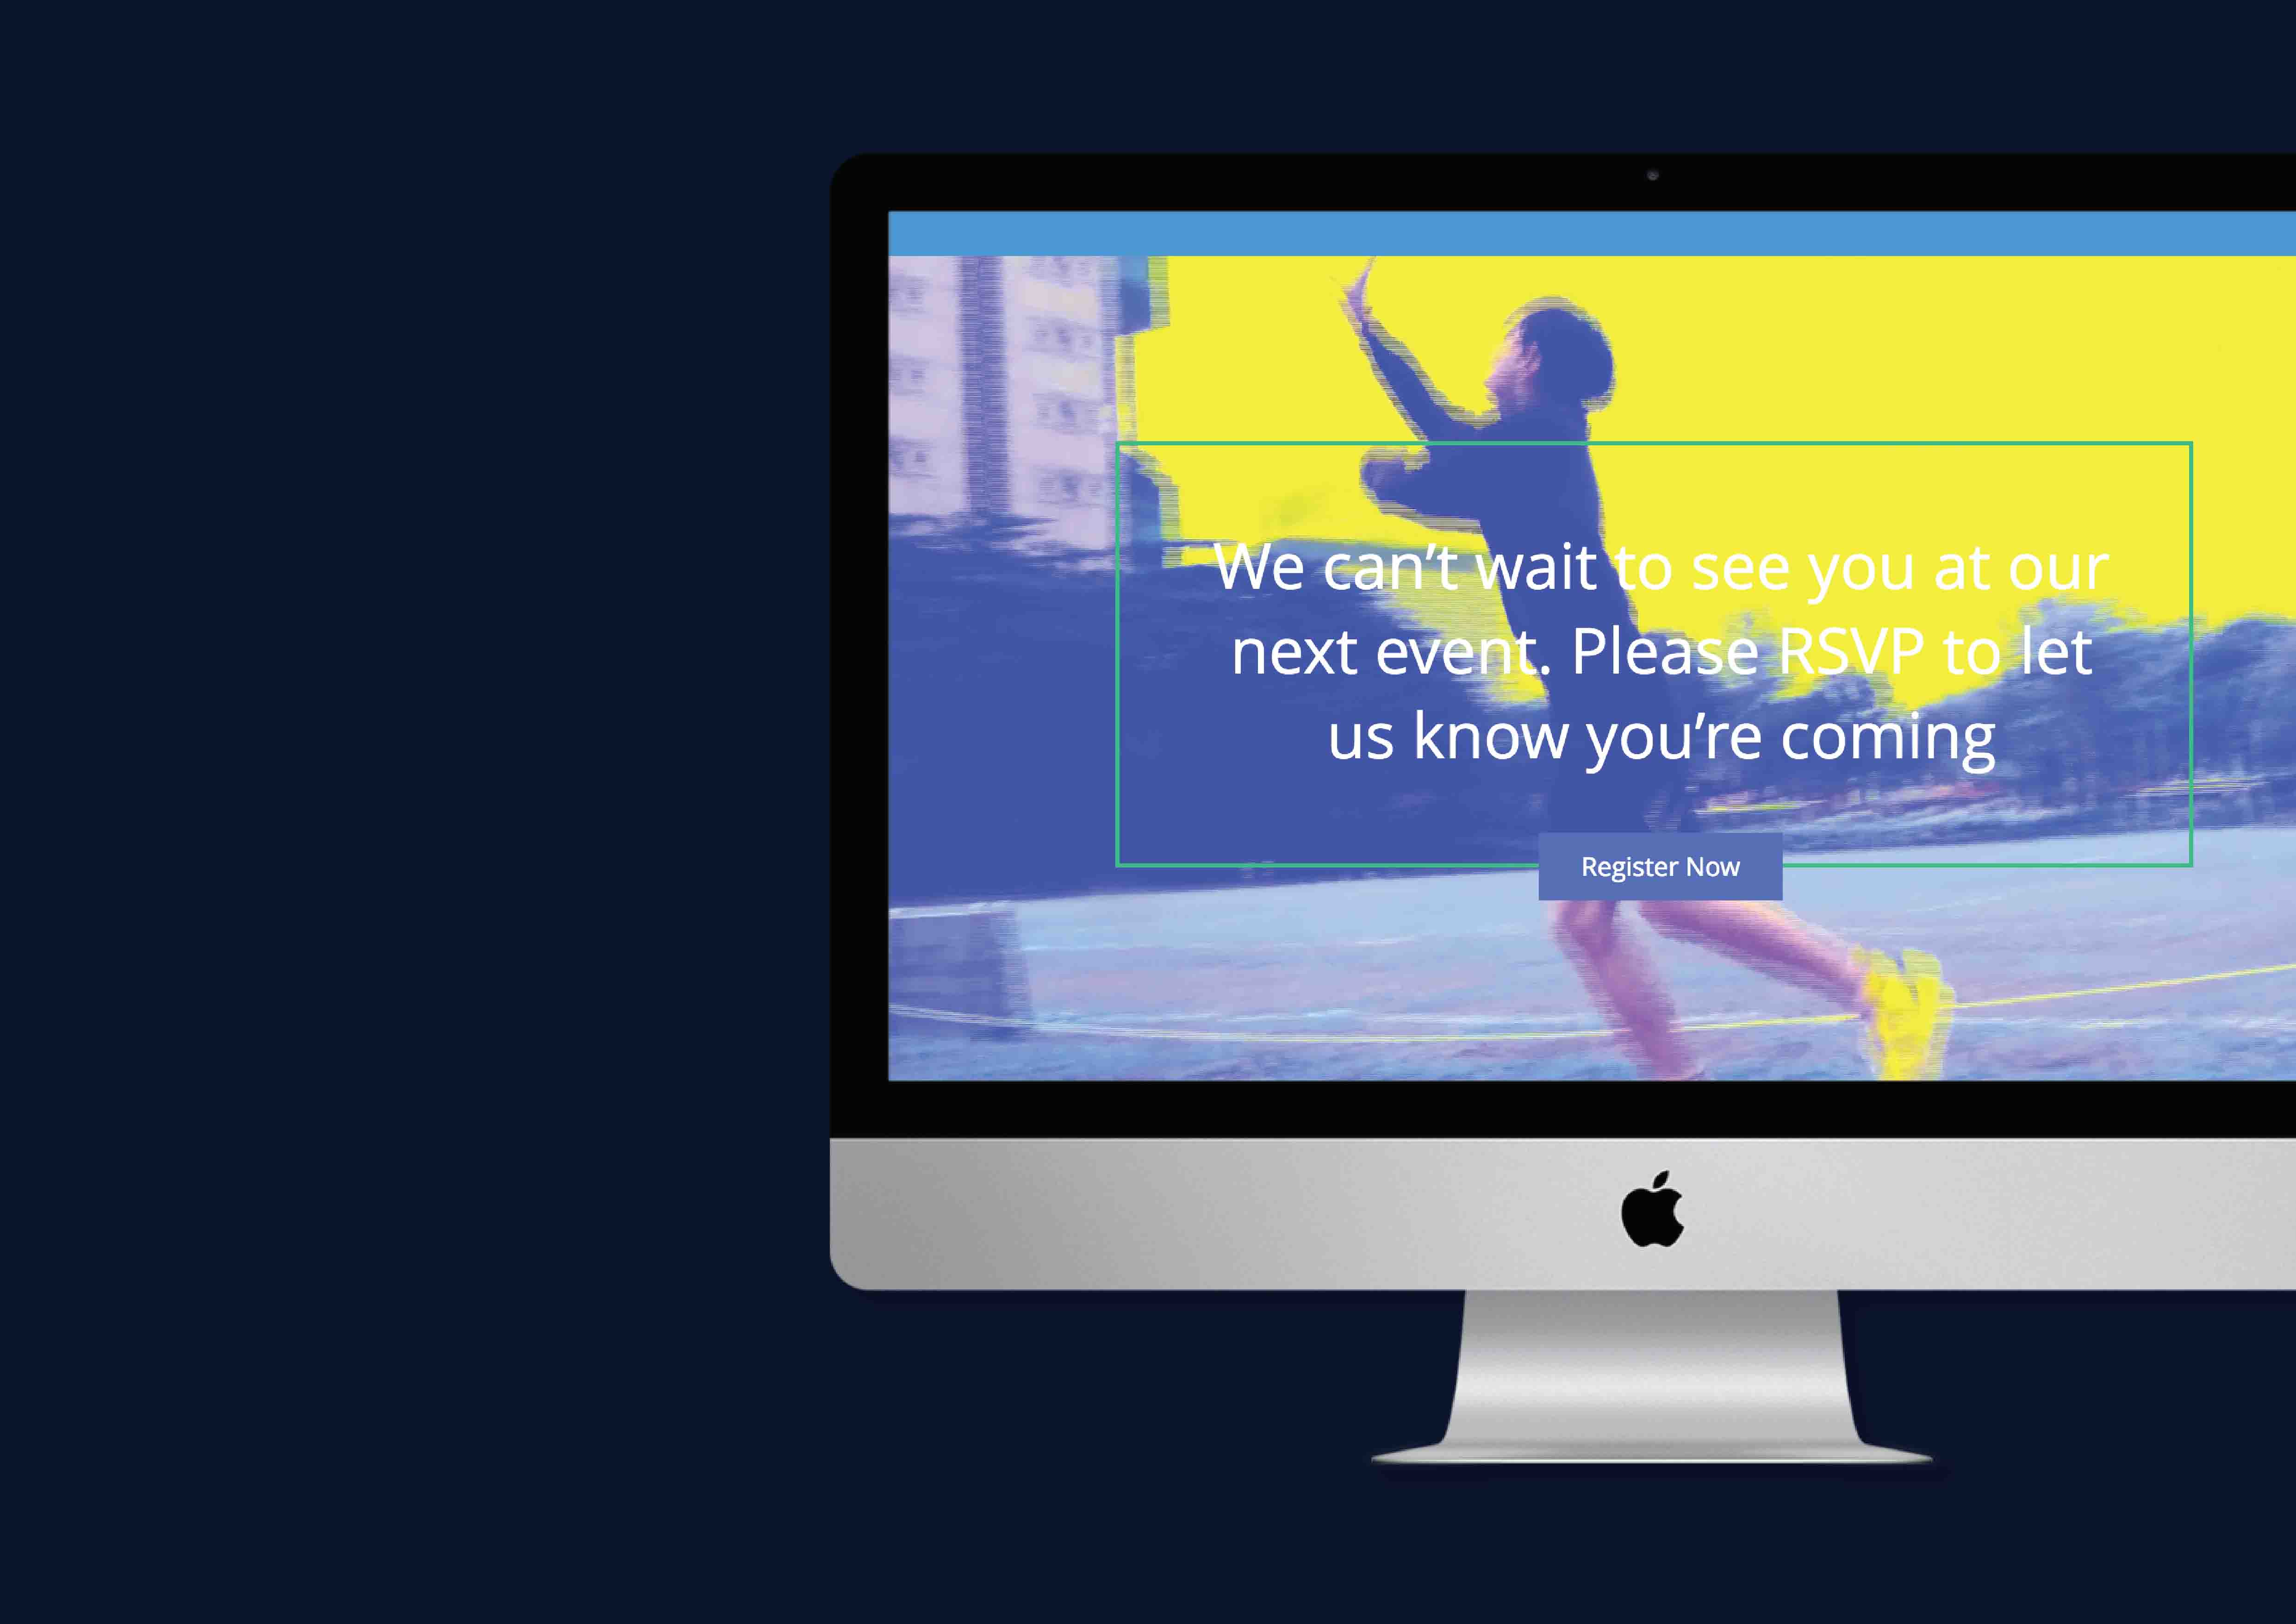 We can’t wait to see you at our
next event. Please RSVP to let
us know you’re coming
Register Now